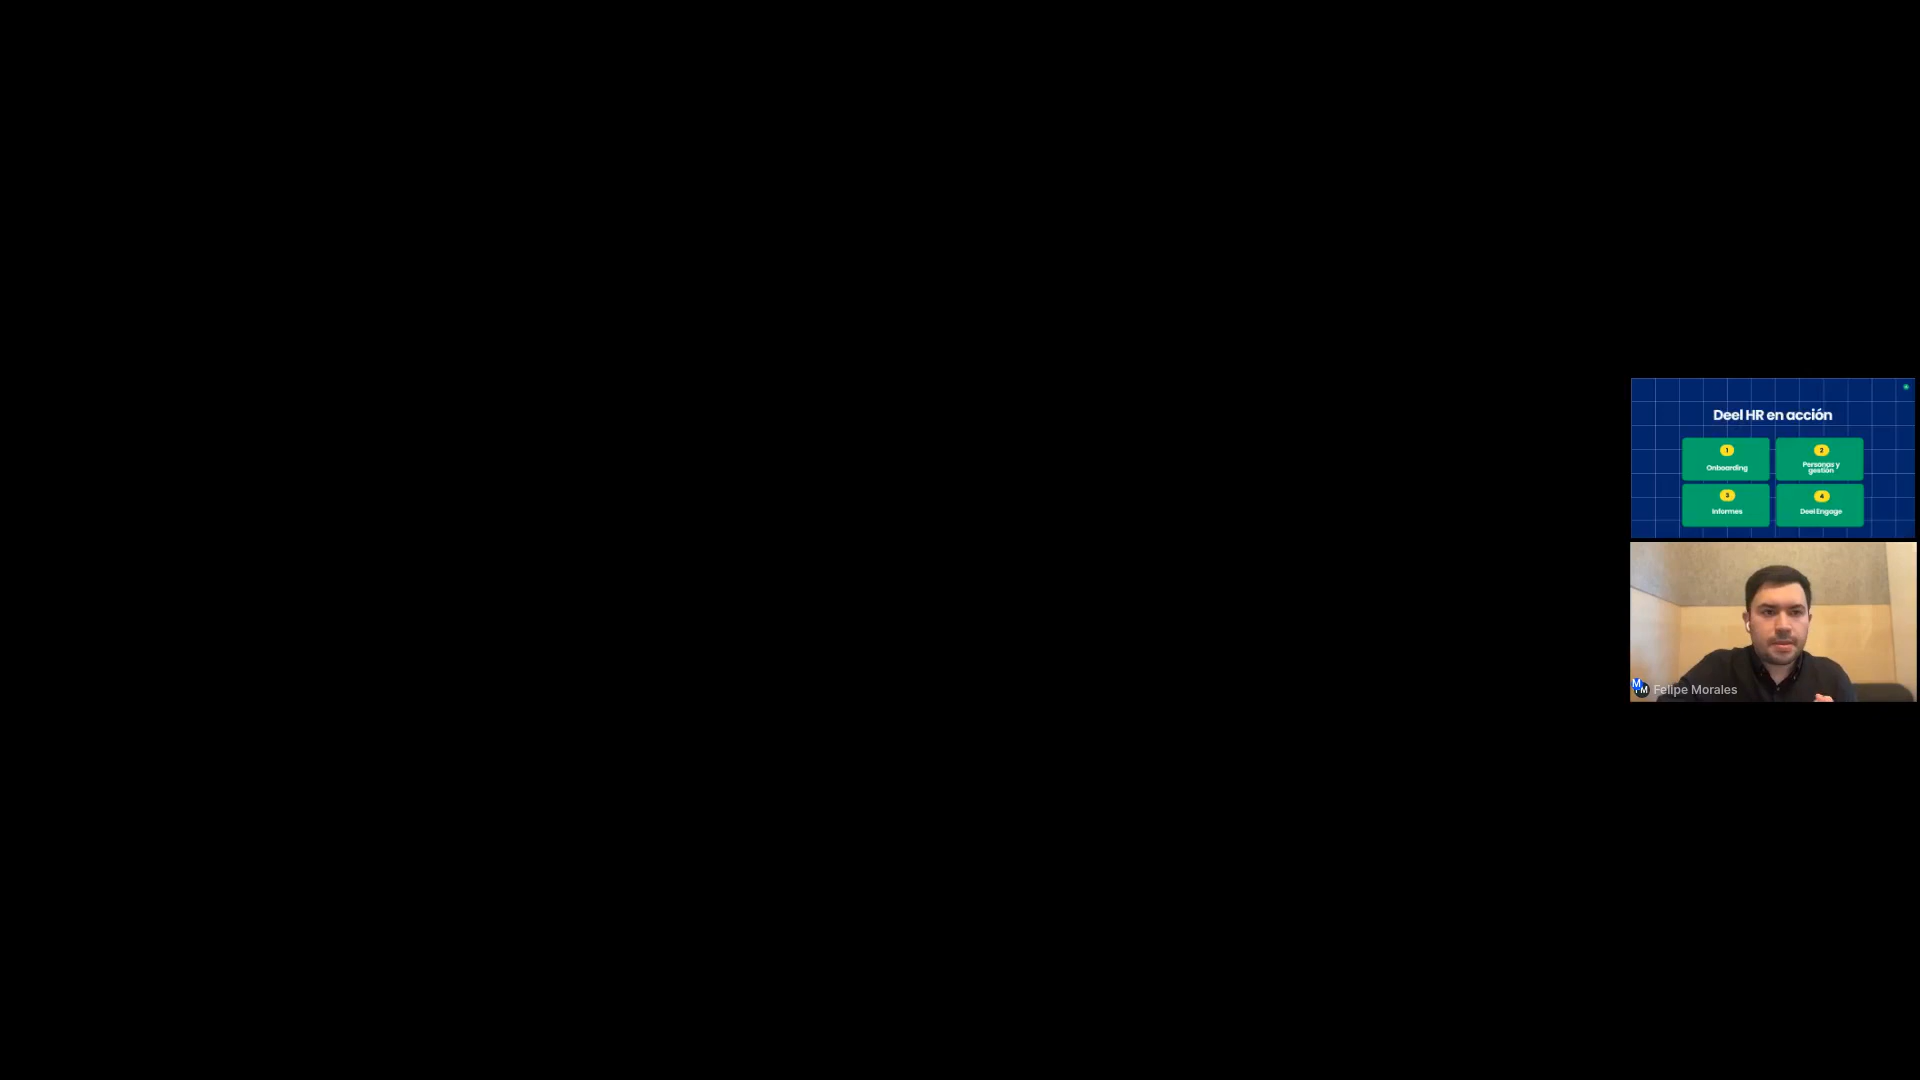 Deel HR en acción
1
Onboarding
2
Personas y
gestión
3
Informes
4
Deel Engage
M
M
Felipe Morales